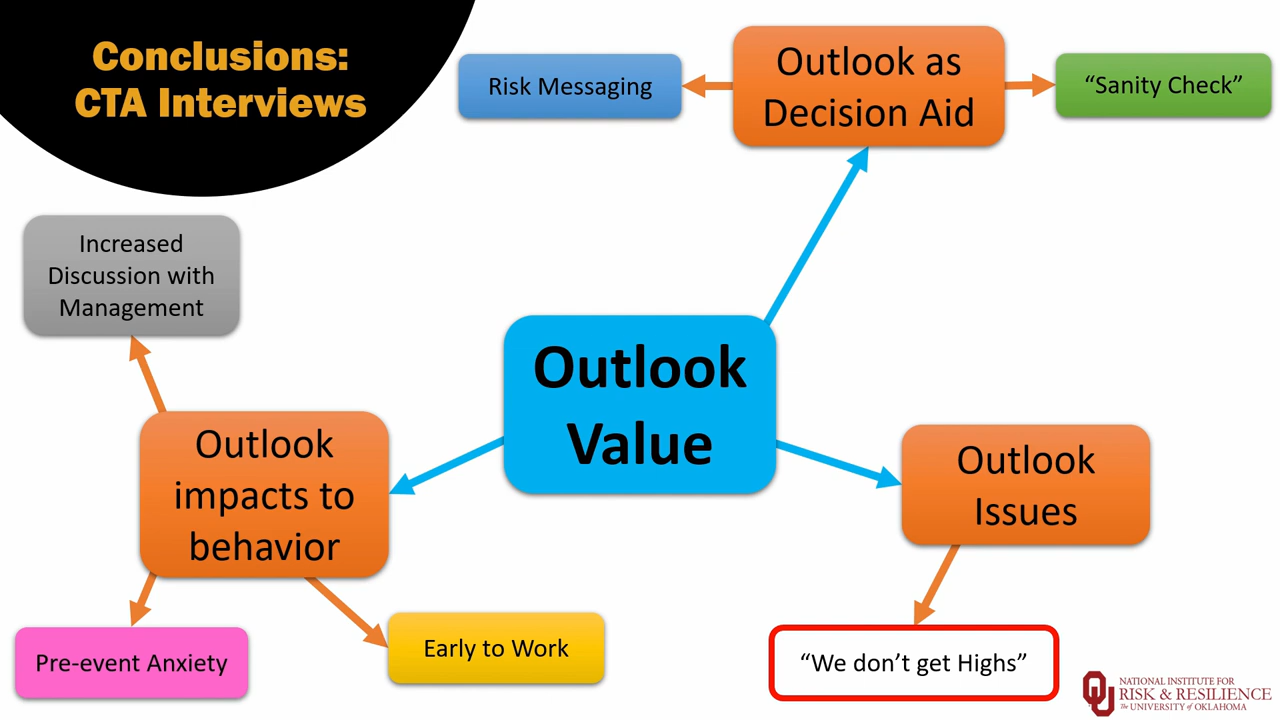 Conclusions:
CTA Interviews
Risk Messaging
Outlook as
Decision Aid
“Sanity Check”
Increased
Discussion with
Management
Outlook
Value
Outlook
impacts to
behavior
Outlook
Issues
Pre-event Anxiety
Early to Work
“We don’t get Highs”
NATIONAL INSTITUTE FOR
RISK & RESILIENCE
The UNIVERSITY of OKLAHOMA